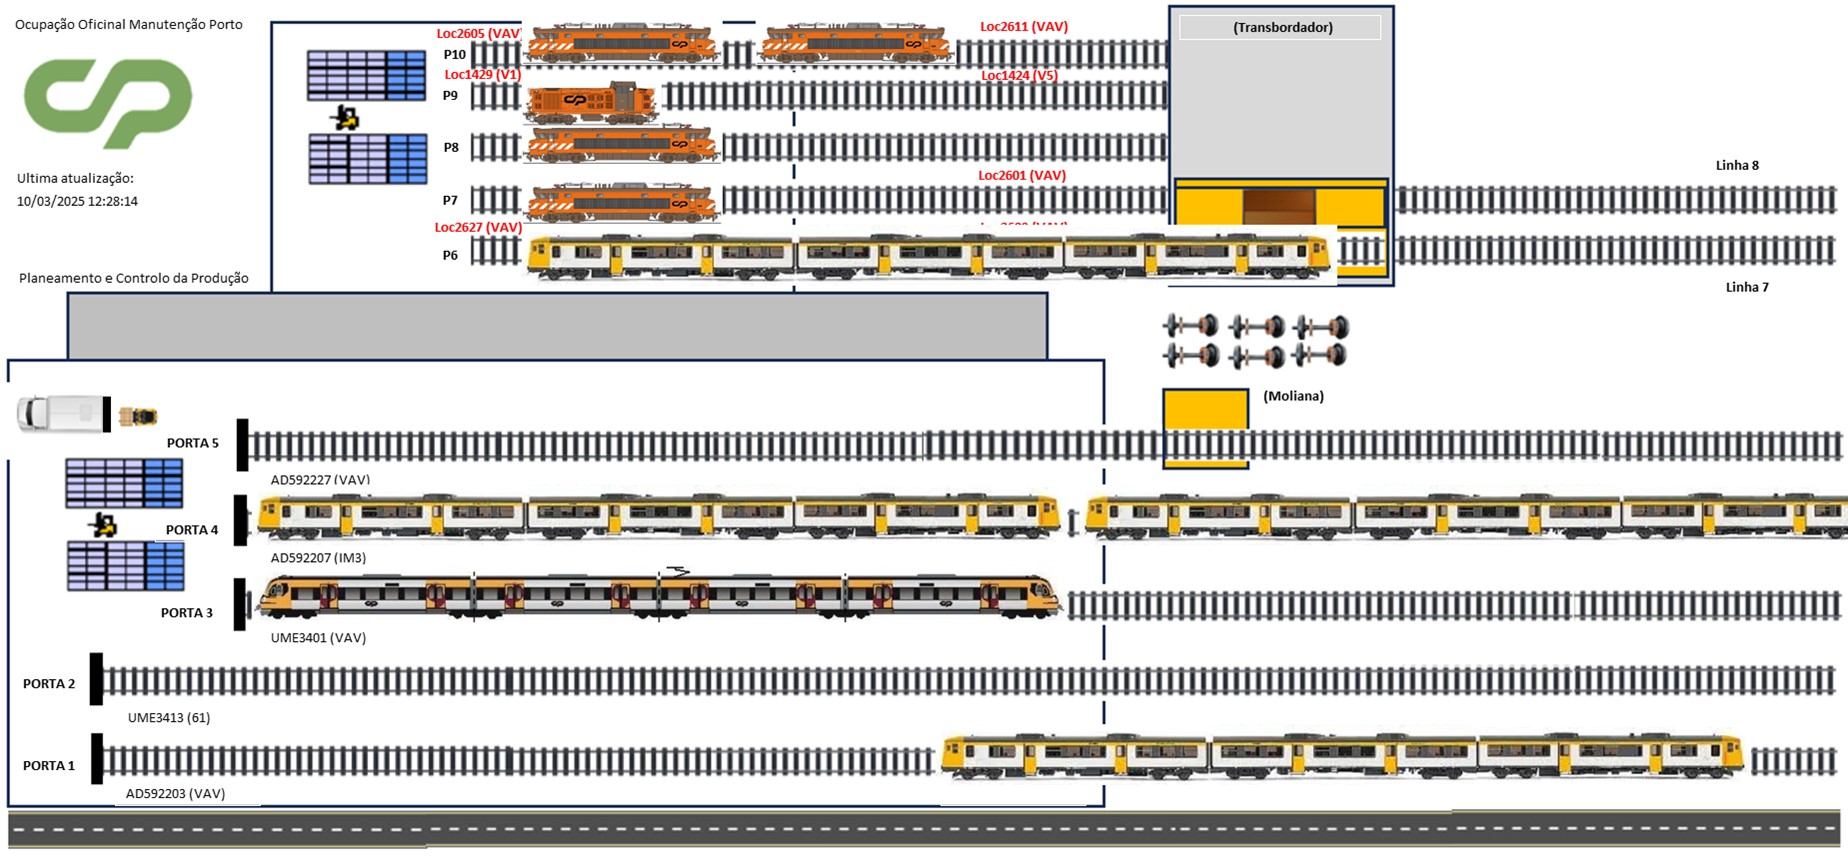 Ocupação Oficinal Manutenção Porto
Ultima atualização:
10/03/2025 12:28:14
Planeamento e Controlo da Produção
Loc2605 (VAV)
Loc2611 (VAV)
P10
Loc1429 (V1)
Loc1424 (V5)
P9
P8
Loc2601 (VAV)
P7
Loc2627 (VAV)
P6
(Transbordador)
Linha 8
Linha 7
(Moliana)
PORTA 5
AD592227 (VAV)
PORTA 4
AD592207 (IM3)
PORTA 3
UME3401 (VAV)
PORTA 2
UME3413 (61)
PORTA 1
AD592203 (VAV)